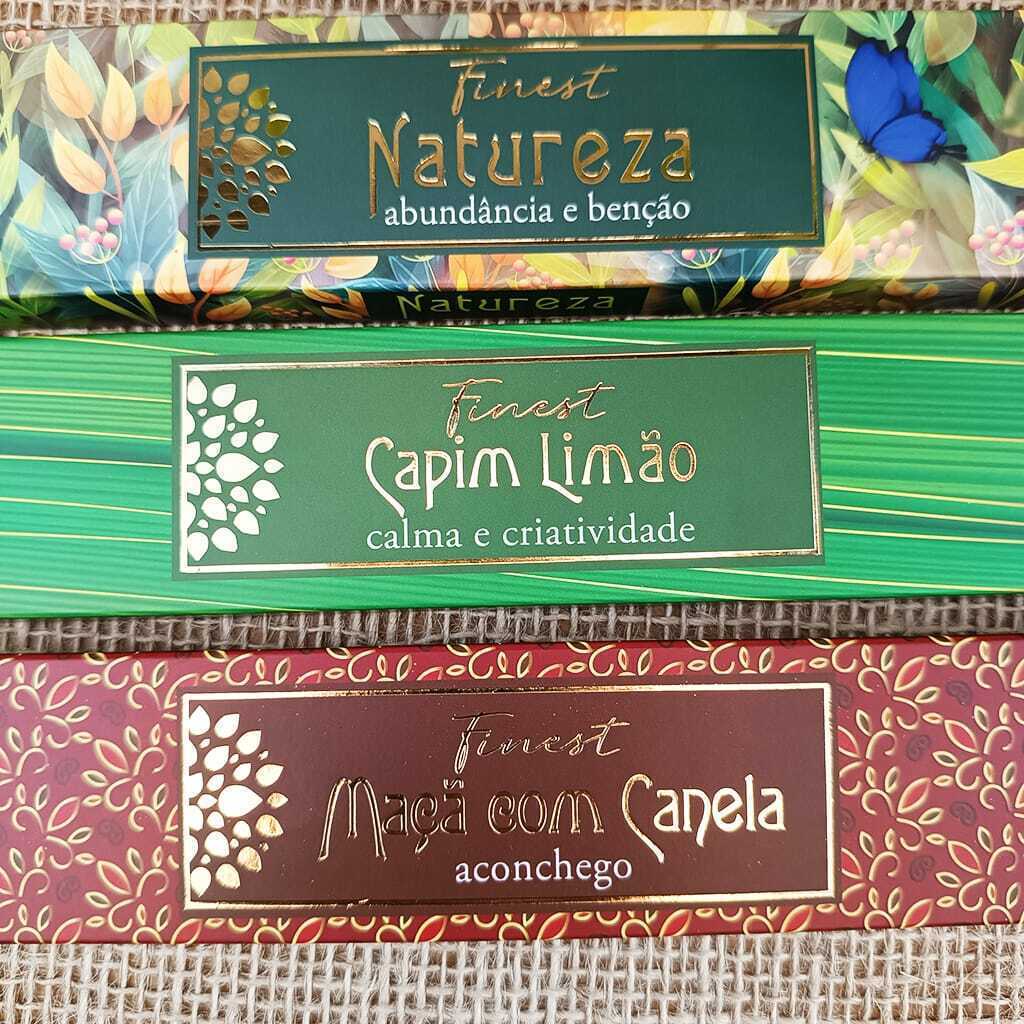 Finest
Natureza
abundância e benção
Natureza
Finest
Capim Limão
calma e criatividade
Finest
Maçã com Canela
aconchego